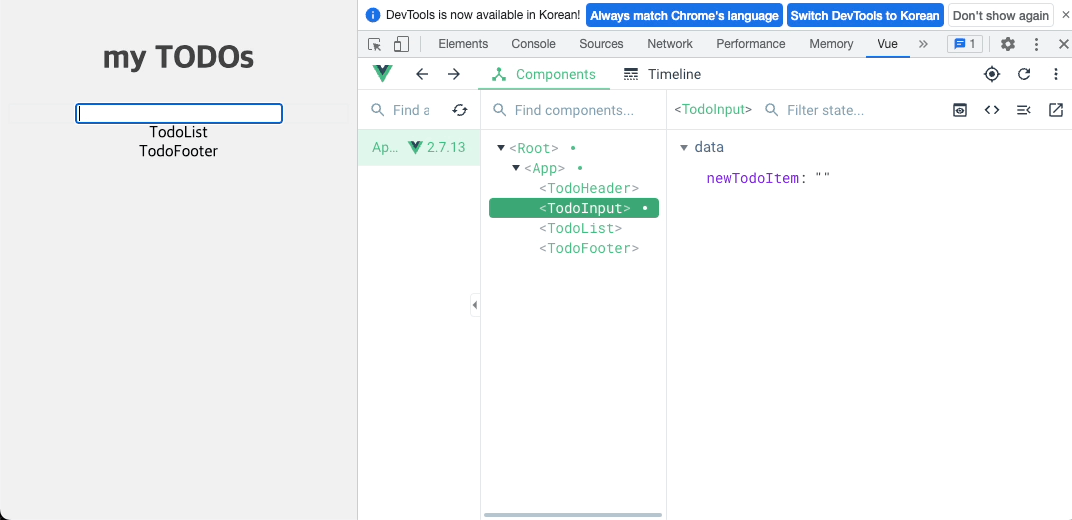 my TODOs
TodoList
TodoFooter
DevTools is now available in Korean! Always match Chrome's language Switch DevTools to Korean Don't show again ×
Elements Console Sources Network Performance Memory Vue » 1
Components Timeline
Find a
Find components...
<TodoInput> Filter state...
Ap... 2.7.13
<Root>
<App>
<TodoHeader>
<TodoInput>
<TodoList>
<TodoFooter>
data
newTodoItem: ""